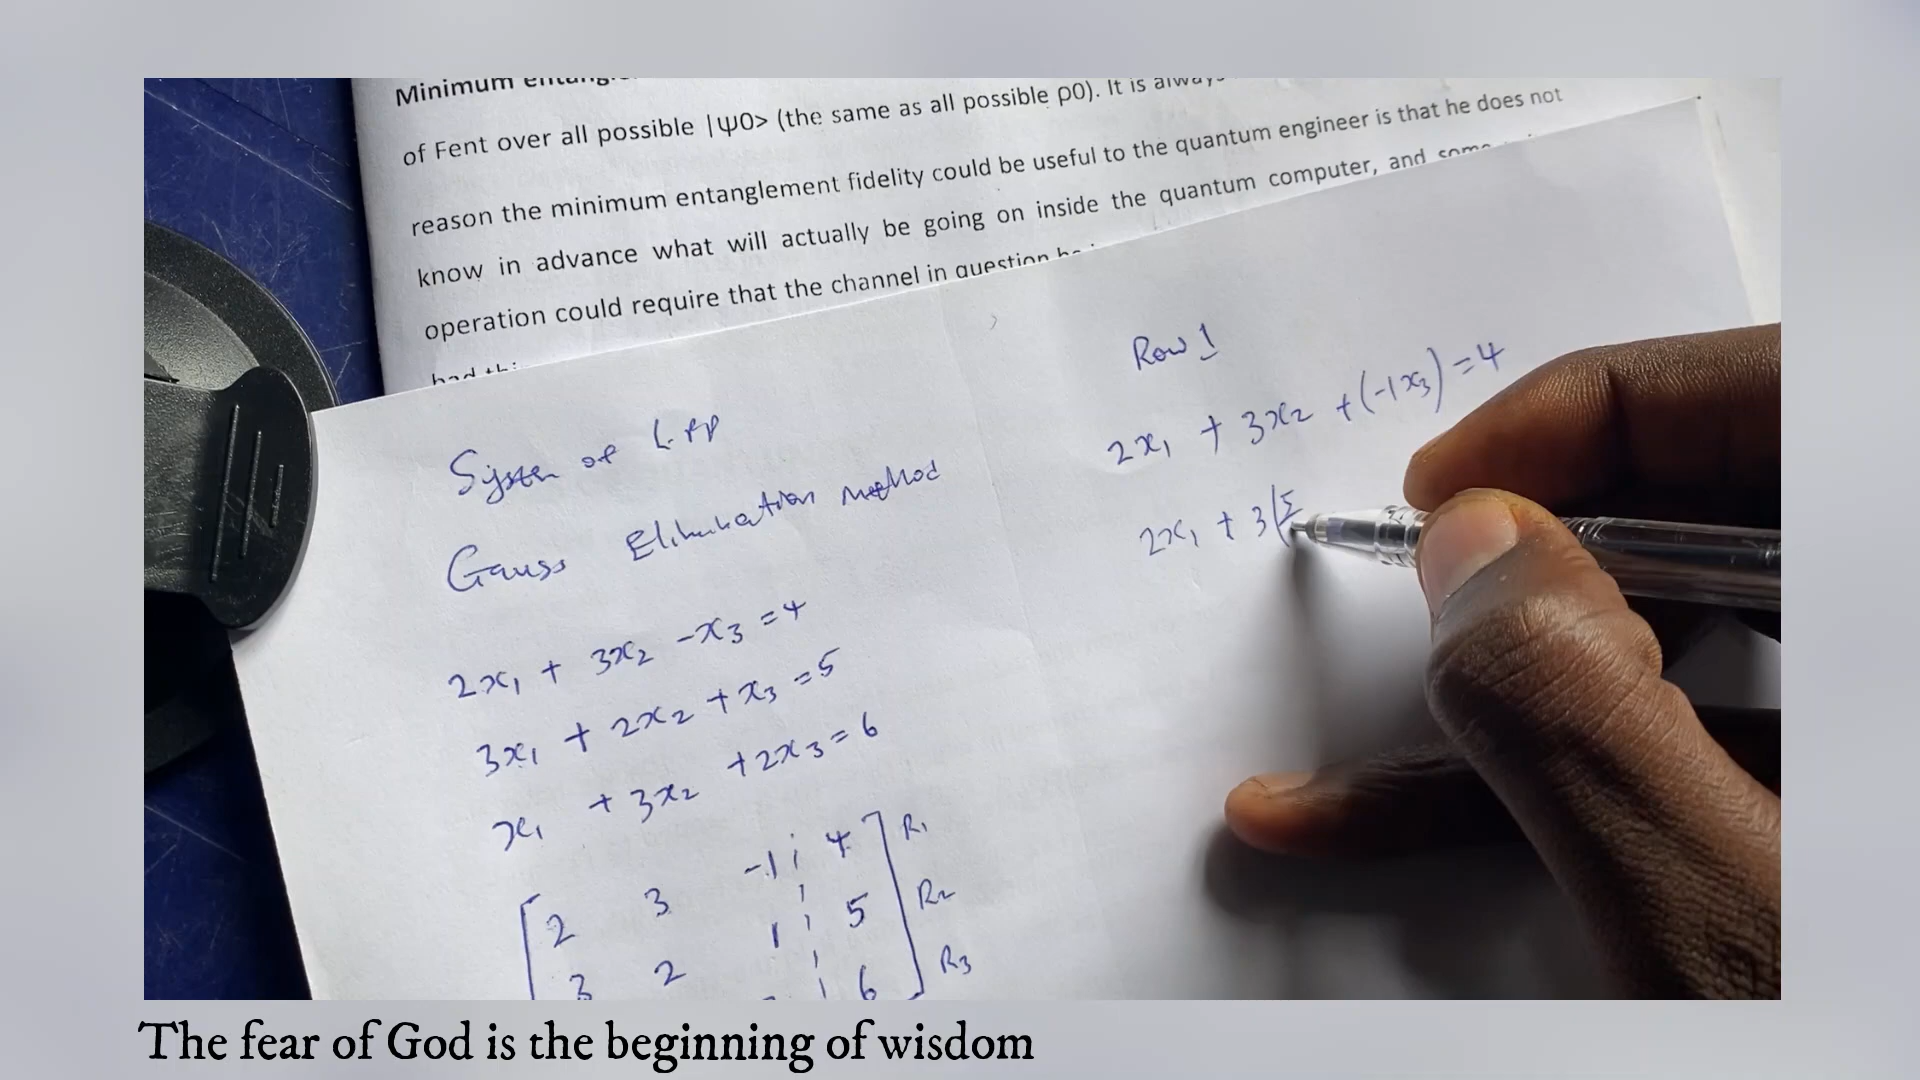 Minimum
of Fent over all possible |ψ0> (the same as all possible ρ0). It is always
reason the minimum entanglement fidelity could be useful to the quantum engineer is that he does not
know in advance what will actually be going on inside the quantum computer, and some
operation could require that the channel in question
Row 1
2x₁ + 3x₂ + (-1x₃) = 4
2x₁ + 3(5
System of
Gauss Elimination method
2x₁ + 3x₂ - x₃ = 4
3x₁ + 2x₂ + x₃ = 5
x₁ + 3x₂ + 2x₃ = 6
2 3 -1 4 R₁
3 2 1 5 R₂
6 R₃
The fear of God is the beginning of wisdom